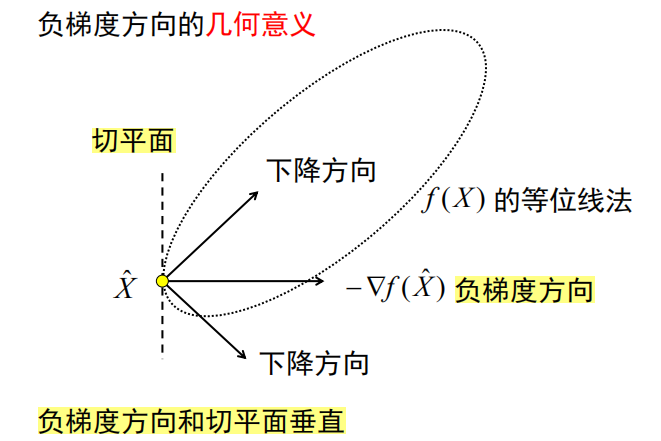 负梯度方向的几何意义
切平面
下降方向
f(X) 的等位线法
X̂
−∇f(X̂) 负梯度方向
下降方向
负梯度方向和切平面垂直